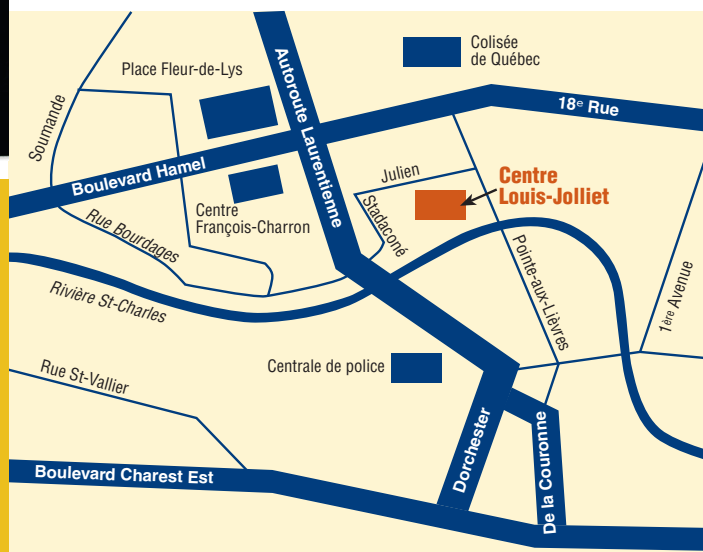 Colisée
de Québec
Place Fleur-de-Lys
Autoroute Laurentienne
18e Rue
Soumande
Boulevard Hamel
Julien
Centre
Louis-Jolliet
Centre
François-Charron
Stadaconé
Rue Bourdages
Pointe-aux-Lièvres
1ère Avenue
Rivière St-Charles
Centrale de police
Rue St-Vallier
Dorchester
De la Couronne
Boulevard Charest Est